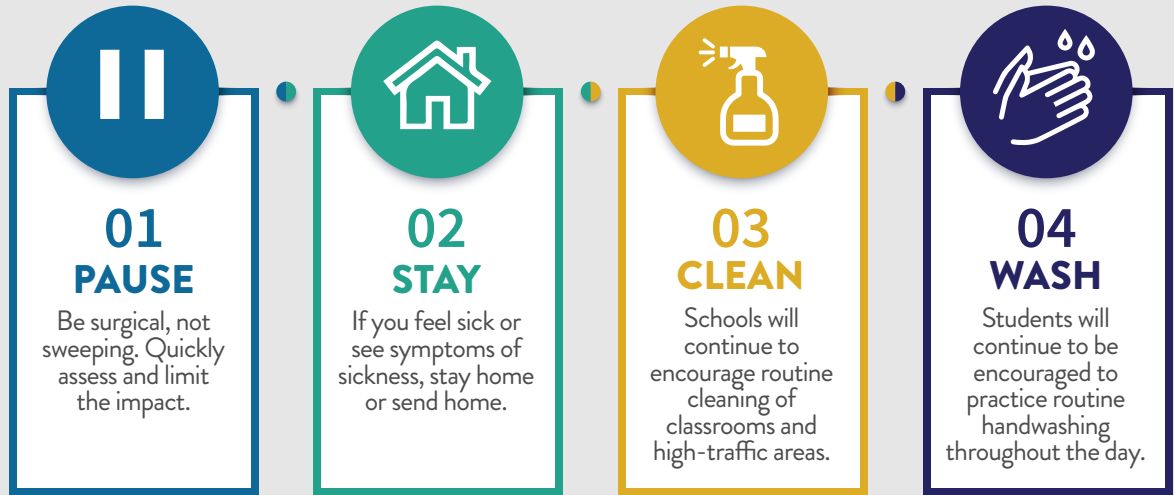 01
PAUSE
Be surgical, not
sweeping. Quickly
assess and limit
the impact.
02
STAY
If you feel sick or
see symptoms of
sickness, stay home
or send home.
03
CLEAN
Schools will
continue to
encourage routine
cleaning of
classrooms and
high-traffic areas.
04
WASH
Students will
continue to be
encouraged to
practice routine
handwashing
throughout the day.